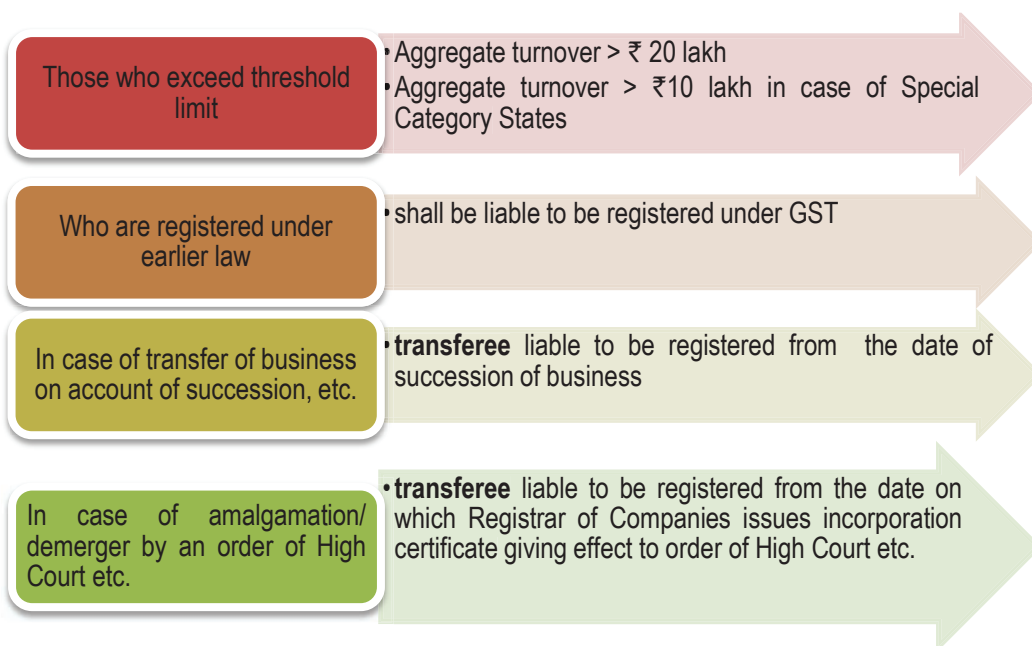 Those who exceed threshold
limit
• Aggregate turnover > ₹ 20 lakh
• Aggregate turnover > ₹10 lakh in case of Special
Category States
Who are registered under
earlier law
• shall be liable to be registered under GST
In case of transfer of business
on account of succession, etc.
• transferee liable to be registered from the date of
succession of business
In case of amalgamation/
demerger by an order of High
Court etc.
• transferee liable to be registered from the date on
which Registrar of Companies issues incorporation
certificate giving effect to order of High Court etc.